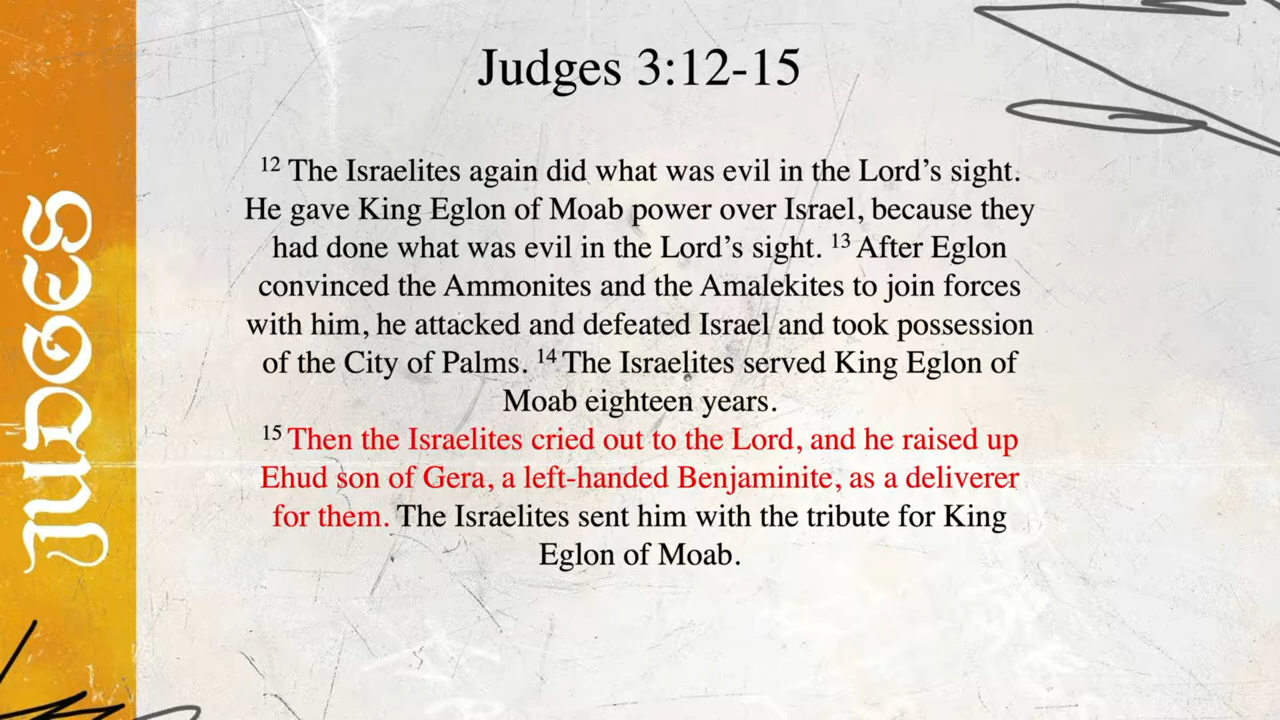 Judges 3:12-15
12 The Israelites again did what was evil in the Lord’s sight.
He gave King Eglon of Moab power over Israel, because they
had done what was evil in the Lord’s sight. 13 After Eglon
convinced the Ammonites and the Amalekites to join forces
with him, he attacked and defeated Israel and took possession
of the City of Palms. 14 The Israelites served King Eglon of
Moab eighteen years.
15 Then the Israelites cried out to the Lord, and he raised up
Ehud son of Gera, a left-handed Benjaminite, as a deliverer
for them. The Israelites sent him with the tribute for King
Eglon of Moab.
JUDGES